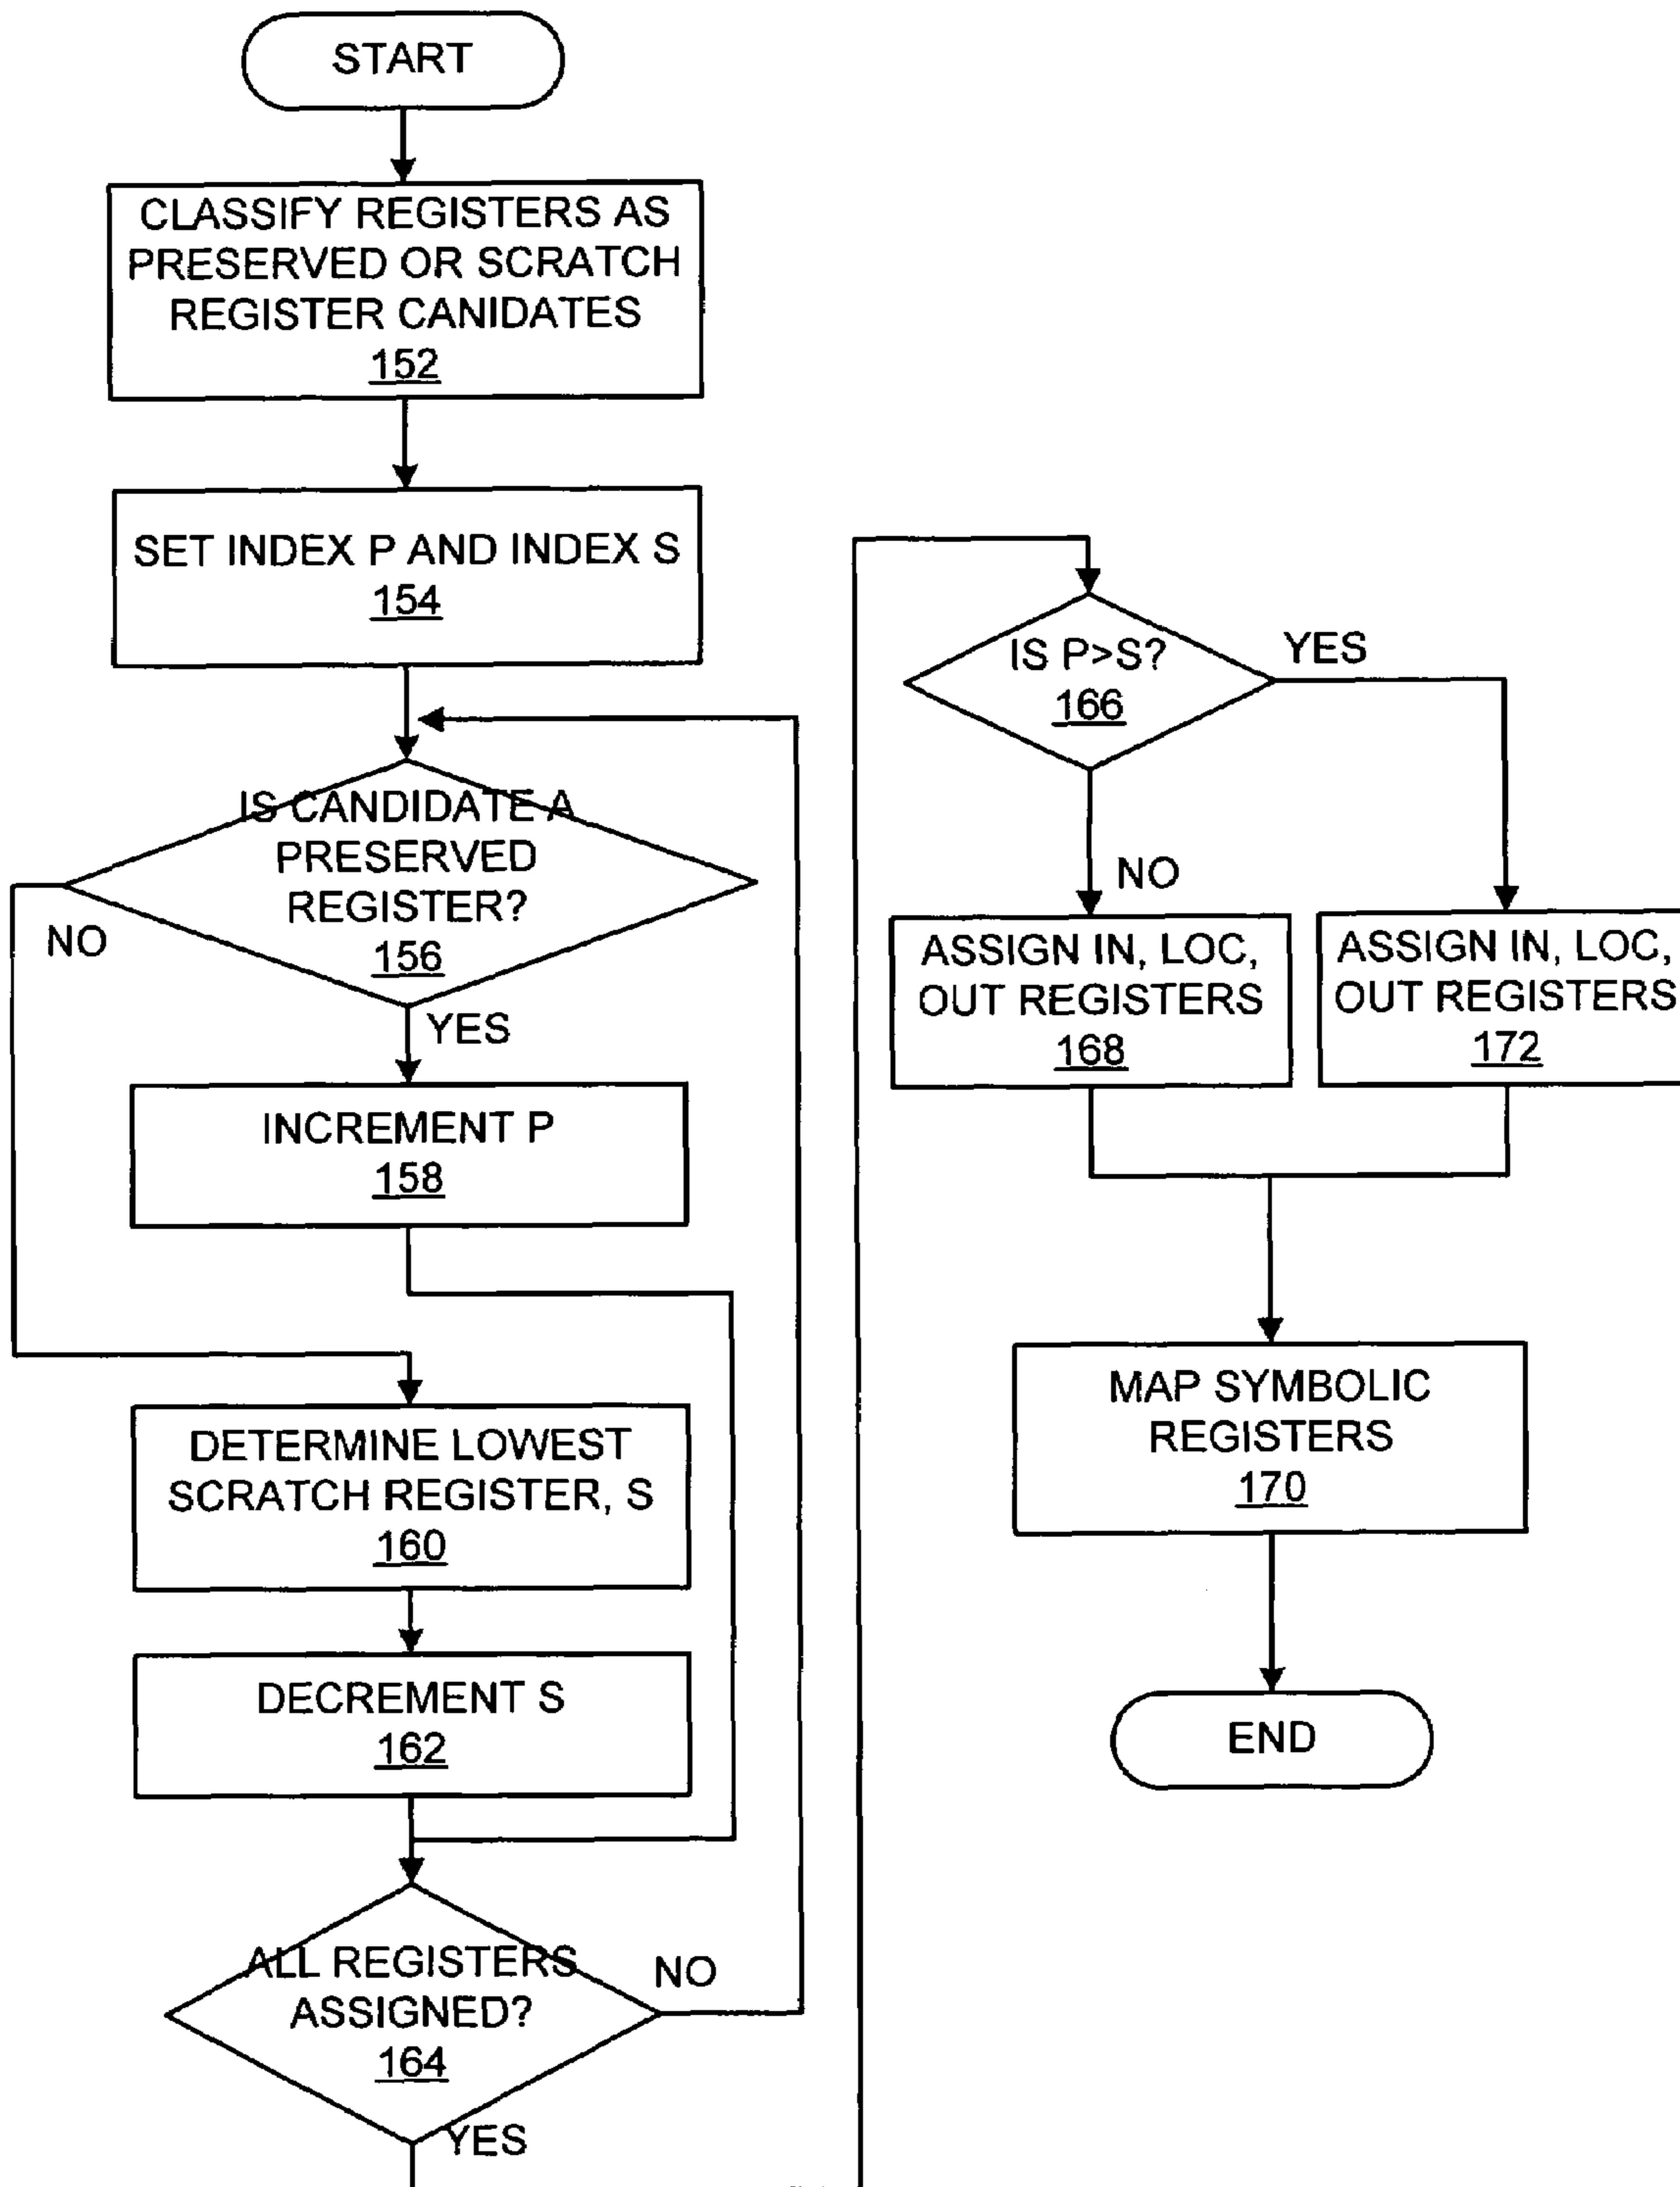 START
CLASSIFY REGISTERS AS
PRESERVED OR SCRATCH
REGISTER CANIDATES
152
SET INDEX P AND INDEX S
154
IS CANDIDATE A
PRESERVED
REGISTER?
156
NO
YES
INCREMENT P
158
DETERMINE LOWEST
SCRATCH REGISTER, S
160
DECREMENT S
162
ALL REGISTERS
ASSIGNED?
164
NO
YES
IS P>S?
166
YES
NO
ASSIGN IN, LOC,
OUT REGISTERS
168
ASSIGN IN, LOC,
OUT REGISTERS
172
MAP SYMBOLIC
REGISTERS
170
END